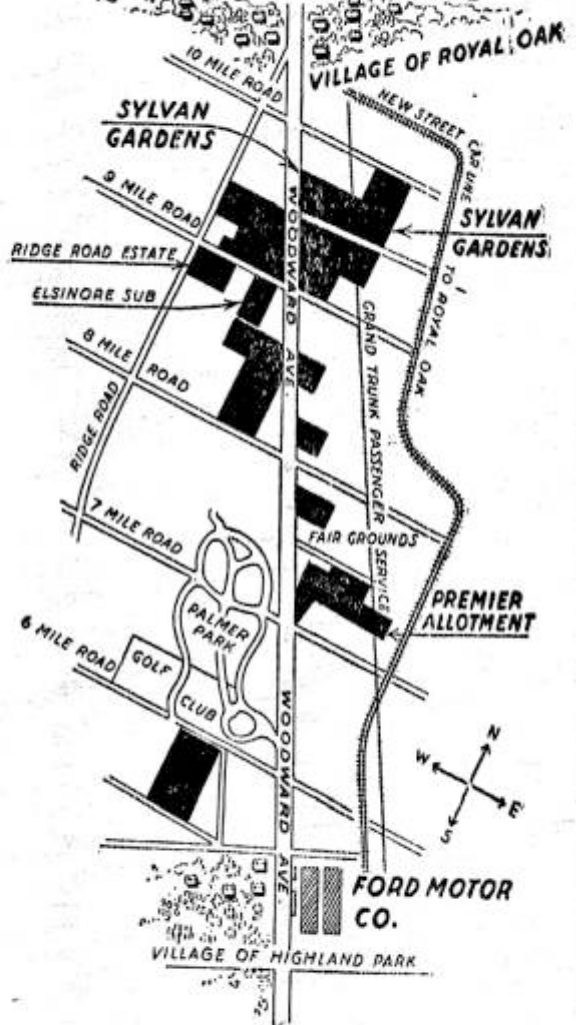 VILLAGE OF ROYAL OAK
10 MILE ROAD
NEW STREET CAR LINE TO ROYAL OAK
SYLVAN
GARDENS
9 MILE ROAD
WOODWARD AVE.
SYLVAN
GARDENS
RIDGE ROAD ESTATE
ELSINORE SUB
8 MILE ROAD
GRAND TRUNK PASSENGER SERVICE
RIDGE ROAD
7 MILE ROAD
FAIR GROUNDS
PREMIER
ALLOTMENT
PALMER
PARK
6 MILE ROAD
GOLF
CLUB
WOODWARD AVE.
N
W
E
S
FORD MOTOR
CO.
VILLAGE OF HIGHLAND PARK